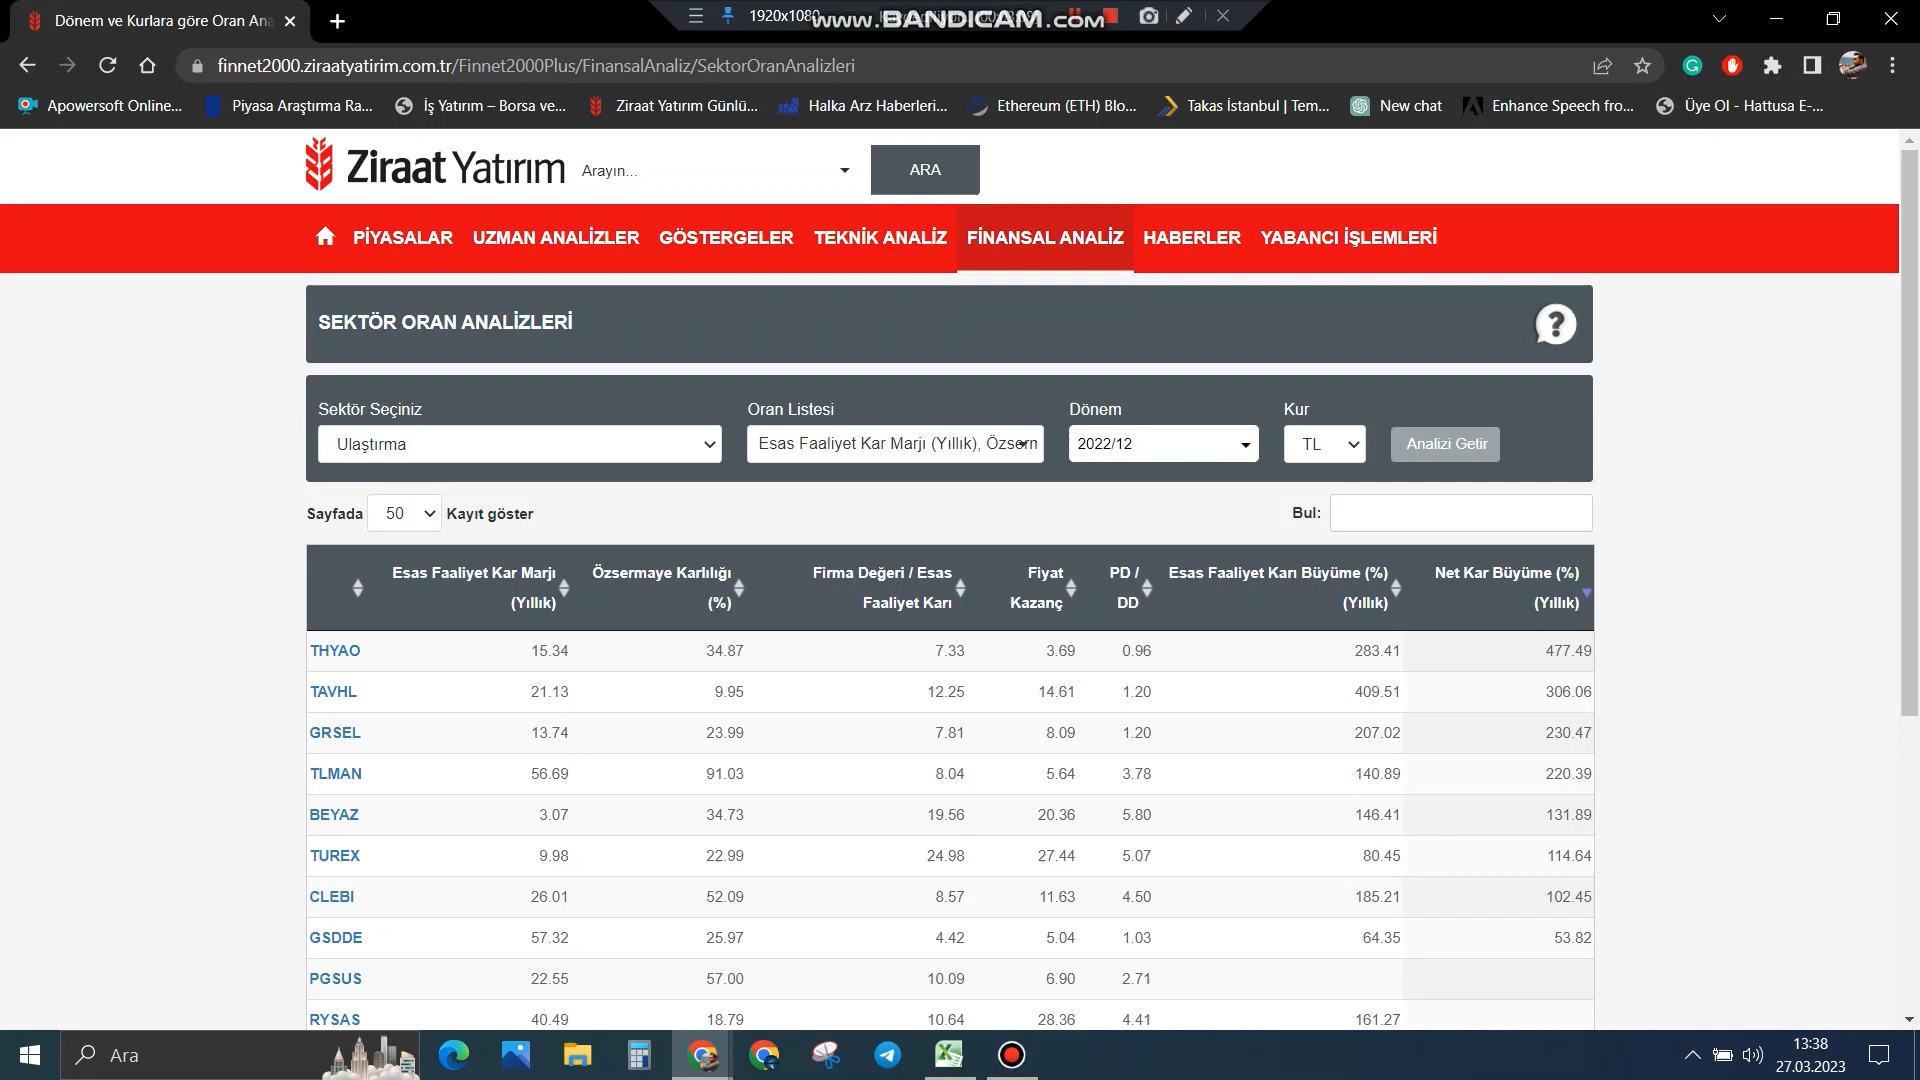 Dönem ve Kurlara göre Oran Ana
1920x1080
www.BANDICAM.com
finnet2000.ziraatyatirim.com.tr/Finnet2000Plus/FinansalAnaliz/SektorOranAnalizleri
Apowersoft Online... Piyasa Araştırma Ra... İş Yatırım – Borsa ve... Ziraat Yatırım Günlü... Halka Arz Haberleri... Ethereum (ETH) Blo... Takas İstanbul | Tem... New chat Enhance Speech fro... Üye Ol - Hattusa E-...
Ziraat Yatırım Arayın... ARA
PİYASALAR UZMAN ANALİZLER GÖSTERGELER TEKNİK ANALİZ FİNANSAL ANALİZ HABERLER YABANCI İŞLEMLERİ
SEKTÖR ORAN ANALİZLERİ ?
Sektör Seçiniz Oran Listesi Dönem Kur
Ulaştırma Esas Faaliyet Kar Marjı (Yıllık), Özserm 2022/12 TL Analizi Getir
Sayfada 50 Kayıt göster Bul:
Esas Faaliyet Kar Marjı Özsermaye Karlılığı Firma Değeri / Esas Fiyat PD / Esas Faaliyet Karı Büyüme (%) Net Kar Büyüme (%)
(Yıllık) (%) Faaliyet Karı Kazanç DD (Yıllık) (Yıllık)
THYAO 15.34 34.87 7.33 3.69 0.96 283.41 477.49
TAVHL 21.13 9.95 12.25 14.61 1.20 409.51 306.06
GRSEL 13.74 23.99 7.81 8.09 1.20 207.02 230.47
TLMAN 56.69 91.03 8.04 5.64 3.78 140.89 220.39
BEYAZ 3.07 34.73 19.56 20.36 5.80 146.41 131.89
TUREX 9.98 22.99 24.98 27.44 5.07 80.45 114.64
CLEBI 26.01 52.09 8.57 11.63 4.50 185.21 102.45
GSDDE 57.32 25.97 4.42 5.04 1.03 64.35 53.82
PGSUS 22.55 57.00 10.09 6.90 2.71
RYSAS 40.49 18.79 10.64 28.36 4.41 161.27
Ara
13:38
27.03.2023